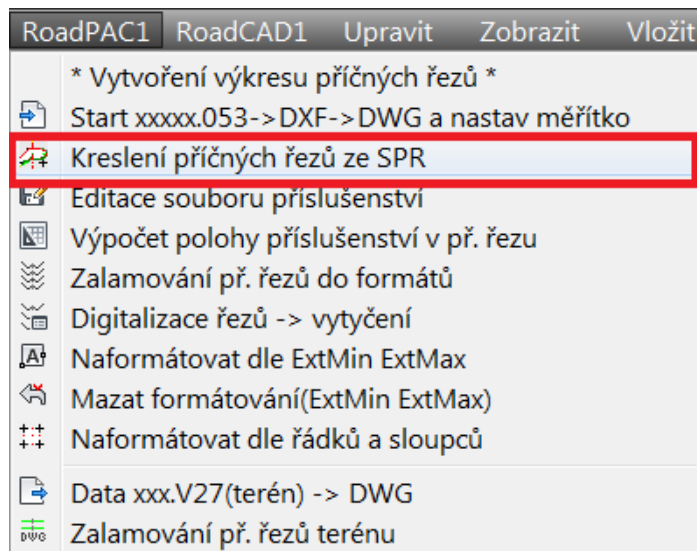 RoadPAC1 RoadCAD1 Upravit Zobrazit Vložit
* Vytvoření výkresu příčných řezů *
Start xxxxx.053->DXF->DWG a nastav měřítko
Kreslení příčných řezů ze SPR
Editace souboru příslušenství
Výpočet polohy příslušenství v př. řezu
Zalamování př. řezů do formátů
Digitalizace řezů -> vytyčení
Naformátovat dle ExtMin ExtMax
Mazat formátování(ExtMin ExtMax)
Naformátovat dle řádků a sloupců
Data xxx.V27(terén) -> DWG
Zalamování př. řezů terénu